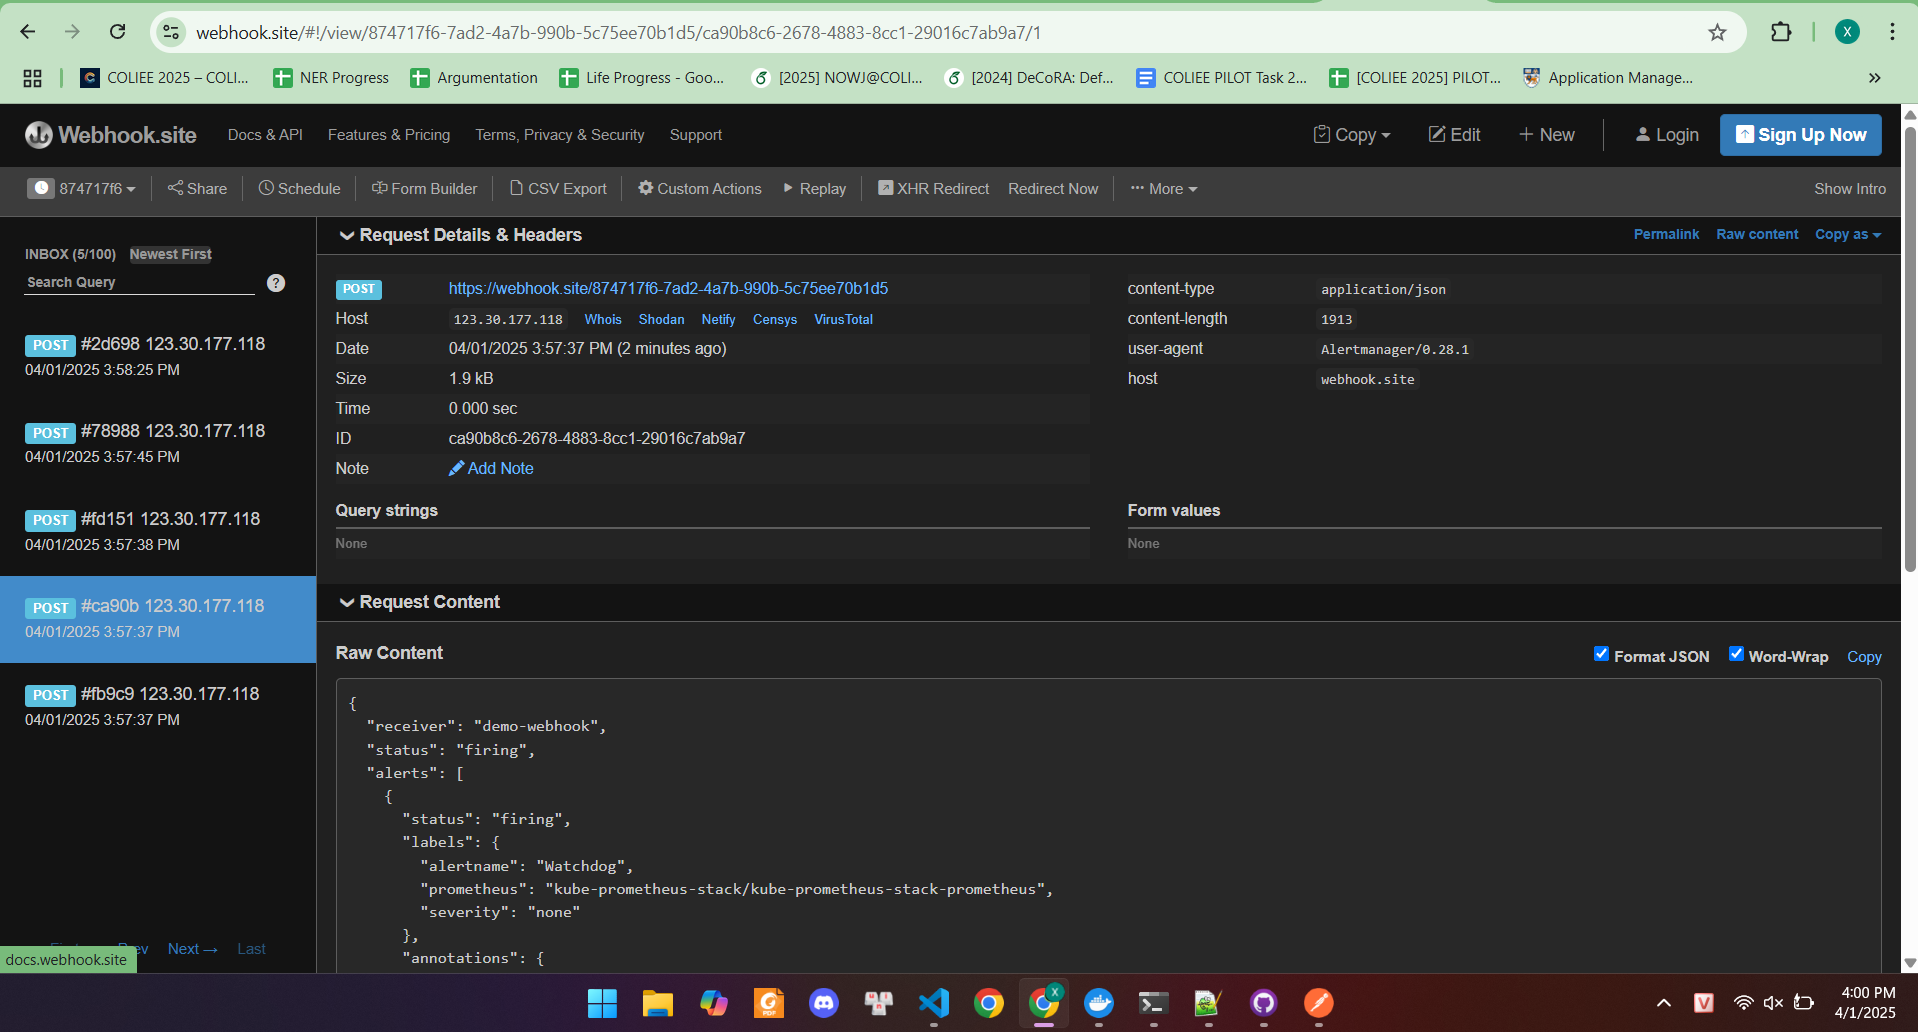 webhook.site/#!/view/874717f6-7ad2-4a7b-990b-5c75ee70b1d5/ca90b8c6-2678-4883-8cc1-29016c7ab9a7/1
X
COLIEE 2025 – COLI...
NER Progress
Argumentation
Life Progress - Goo...
[2025] NOWJ@COLI...
[2024] DeCoRA: Def...
COLIEE PILOT Task 2...
[COLIEE 2025] PILOT...
Application Manage...
Webhook.site
Docs & API
Features & Pricing
Terms, Privacy & Security
Support
Copy
Edit
New
Login
Sign Up Now
874717f6
Share
Schedule
Form Builder
CSV Export
Custom Actions
Replay
XHR Redirect
Redirect Now
More
Show Intro
INBOX (5/100) Newest First
Search Query
?
POST #2d698 123.30.177.118
04/01/2025 3:58:25 PM
POST #78988 123.30.177.118
04/01/2025 3:57:45 PM
POST #fd151 123.30.177.118
04/01/2025 3:57:38 PM
POST #ca90b 123.30.177.118
04/01/2025 3:57:37 PM
POST #fb9c9 123.30.177.118
04/01/2025 3:57:37 PM
Next → Last
docs.webhook.site
Request Details & Headers
Permalink
Raw content
Copy as
POST https://webhook.site/874717f6-7ad2-4a7b-990b-5c75ee70b1d5
Host 123.30.177.118 Whois Shodan Netify Censys VirusTotal
Date 04/01/2025 3:57:37 PM (2 minutes ago)
Size 1.9 kB
Time 0.000 sec
ID ca90b8c6-2678-4883-8cc1-29016c7ab9a7
Note Add Note
content-type application/json
content-length 1913
user-agent Alertmanager/0.28.1
host webhook.site
Query strings
None
Form values
None
Request Content
Raw Content
Format JSON
Word-Wrap
Copy
{
"receiver": "demo-webhook",
"status": "firing",
"alerts": [
{
"status": "firing",
"labels": {
"alertname": "Watchdog",
"prometheus": "kube-prometheus-stack/kube-prometheus-stack-prometheus",
"severity": "none"
},
"annotations": {
PDF
X
V
4:00 PM
4/1/2025